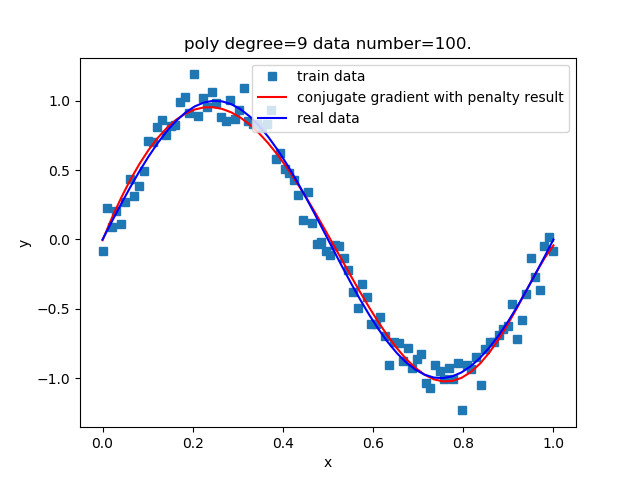 poly degree=9 data number=100.
train data
conjugate gradient with penalty result
real data
1.0
0.5
0.0
−0.5
−1.0
y
0.0 0.2 0.4 0.6 0.8 1.0
x